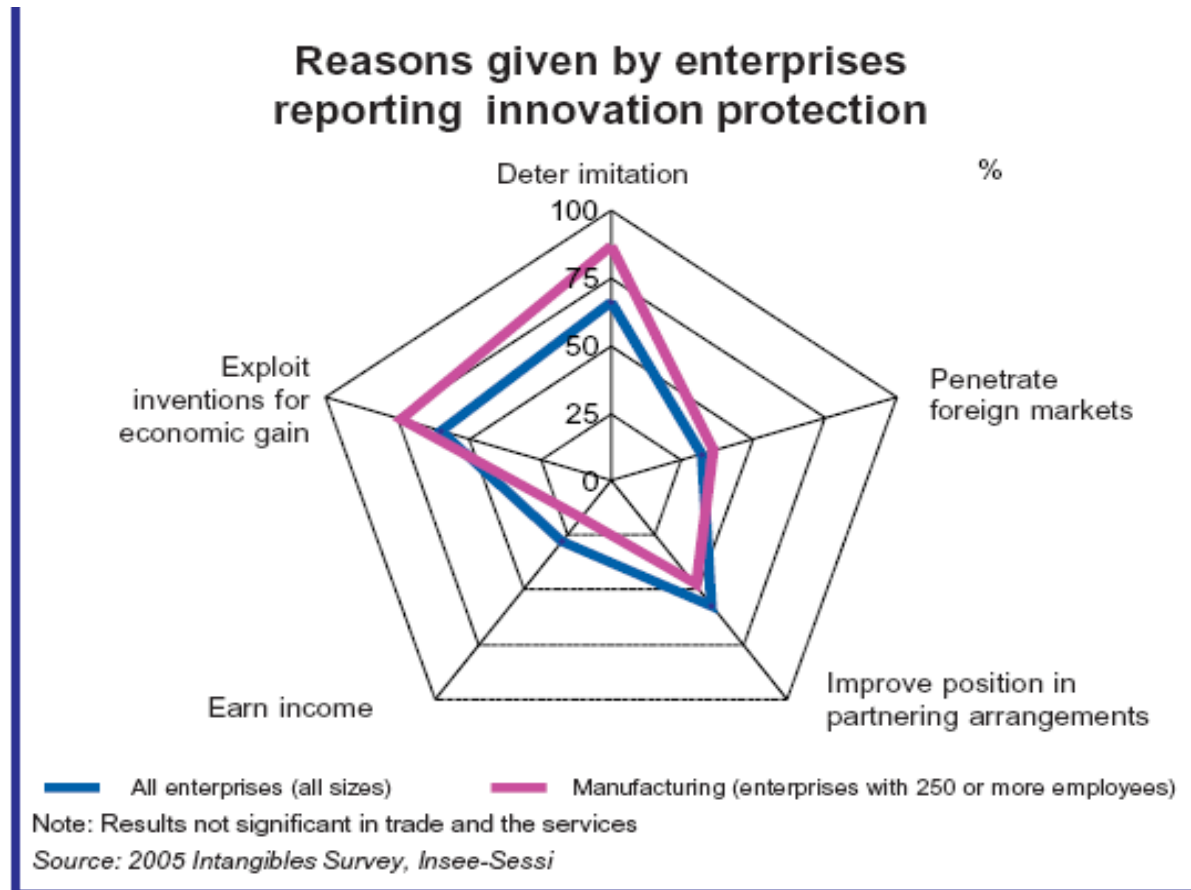 Reasons given by enterprises
reporting innovation protection
Deter imitation
%
100
75
50
25
0
Exploit
inventions for
economic gain
Penetrate
foreign markets
Earn income
Improve position in
partnering arrangements
All enterprises (all sizes)
Manufacturing (enterprises with 250 or more employees)
Note: Results not significant in trade and the services
Source: 2005 Intangibles Survey, Insee-Sessi